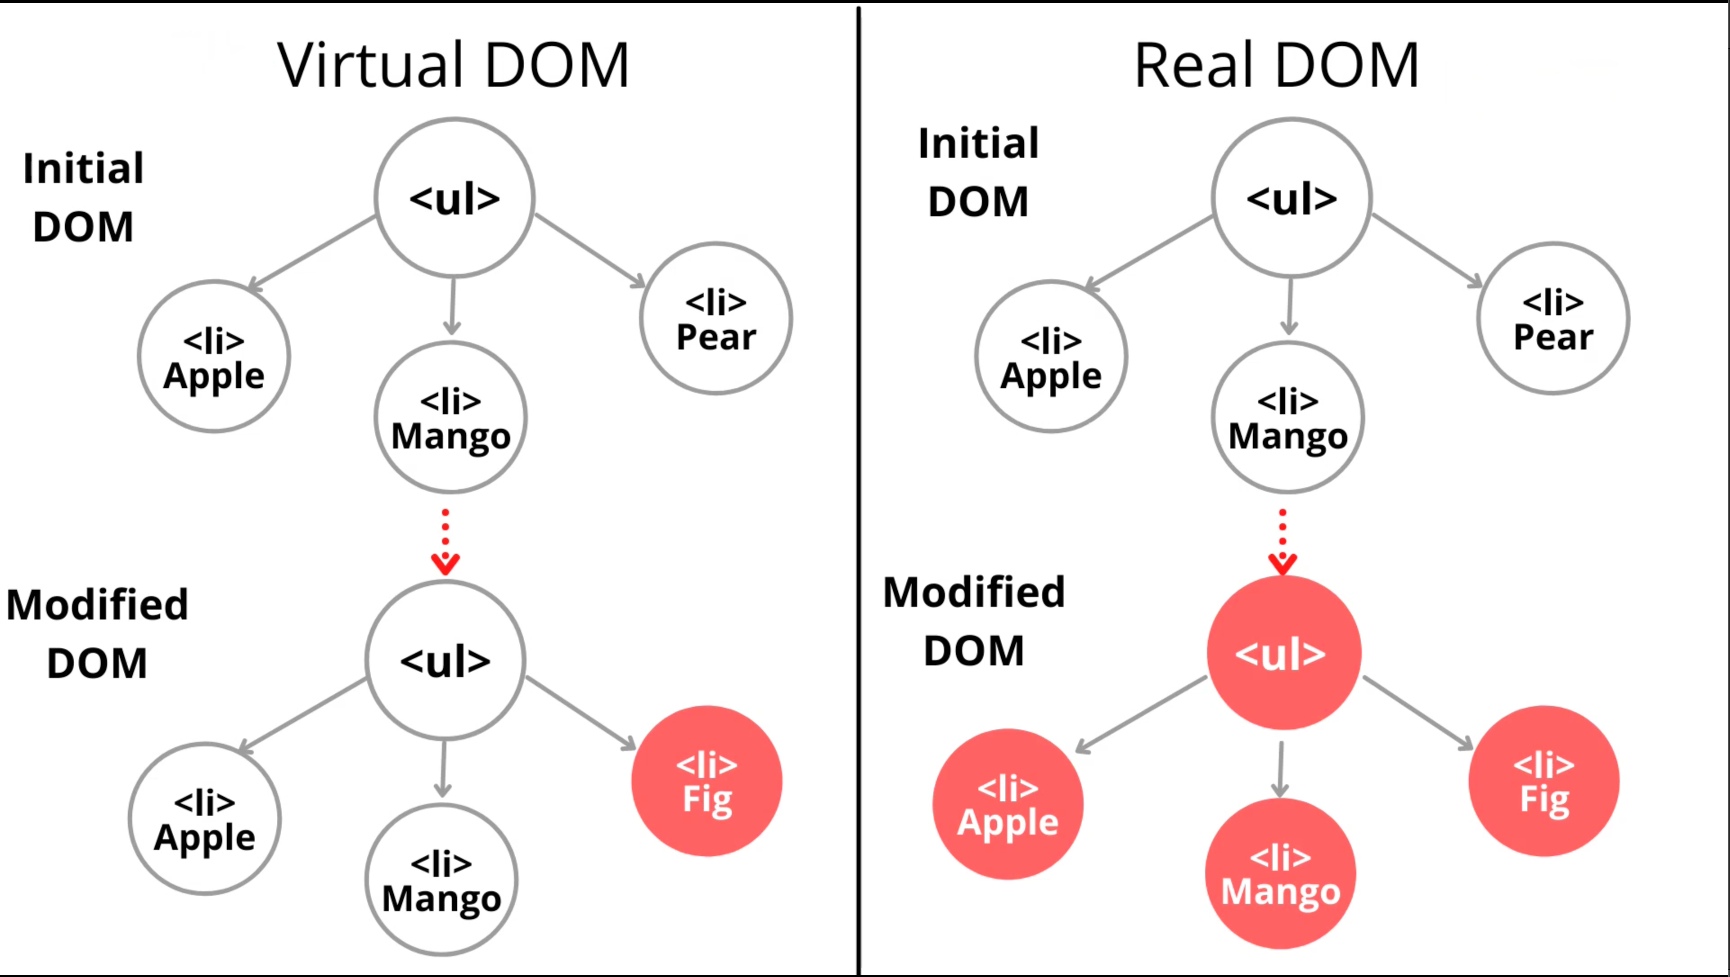 Virtual DOM
Initial
DOM
<ul>
<li>
Apple
<li>
Mango
<li>
Pear
Modified
DOM
<ul>
<li>
Apple
<li>
Mango
<li>
Fig
Real DOM
Initial
DOM
<ul>
<li>
Apple
<li>
Mango
<li>
Pear
Modified
DOM
<ul>
<li>
Apple
<li>
Mango
<li>
Fig